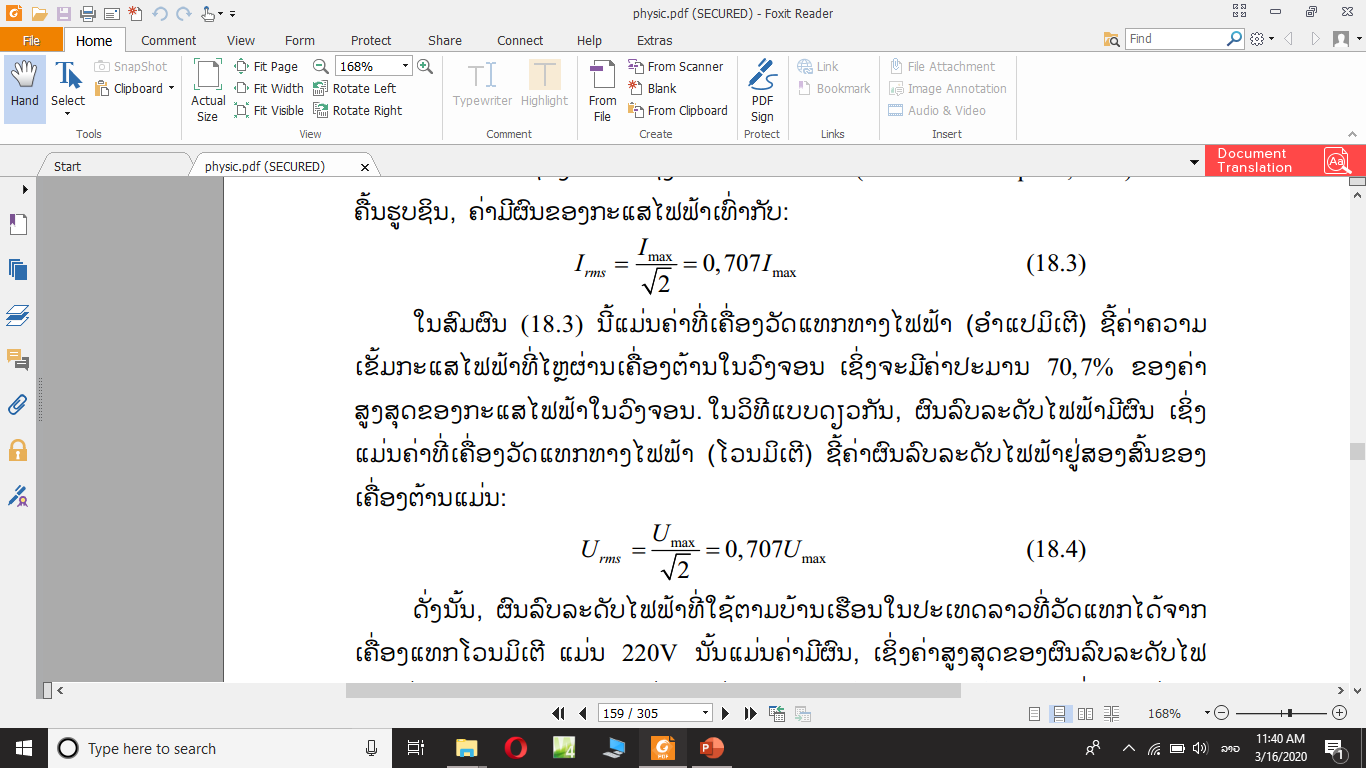 physic.pdf (SECURED) - Foxit Reader
File Home Comment View Form Protect Share Connect Help Extras Find
Hand
Select
SnapShot
Clipboard
Tools
Actual Size
Fit Page
Fit Width
Fit Visible
168%
Rotate Left
Rotate Right
View
Typewriter
Highlight
Comment
From File
From Scanner
Blank
From Clipboard
Create
PDF Sign
Protect
Link
Bookmark
Links
File Attachment
Image Annotation
Audio & Video
Insert
Start physic.pdf (SECURED)
Document Translation
ຄື້ນຮູບຊິນ, ຄ່າມີຜົນຂອງກະແສໄຟຟ້າເທົ່າກັບ:
I_rms = I_max/√2 = 0,707I_max (18.3)
ໃນສົມຜົນ (18.3) ນີ້ແມ່ນຄ່າທີ່ເຄື່ອງວັດແທກທາງໄຟຟ້າ (ອຳແປມິເຕີ) ຊີ້ຄ່າຄວາມ
ເຂັ້ມກະແສໄຟຟ້າທີ່ໄຫຼຜ່ານເຄື່ອງຕ້ານໃນວົງຈອນ ເຊິ່ງຈະມີຄ່າປະມານ 70,7% ຂອງຄ່າ
ສູງສຸດຂອງກະແສໄຟຟ້າໃນວົງຈອນ. ໃນວິທີແບບດຽວກັນ, ຜົນລົບລະດັບໄຟຟ້າມີຜົນ ເຊິ່ງ
ແມ່ນຄ່າທີ່ເຄື່ອງວັດແທກທາງໄຟຟ້າ (ໂວນມິເຕີ) ຊີ້ຄ່າຜົນລົບລະດັບໄຟຟ້າຢູ່ສອງສົ້ນຂອງ
ເຄື່ອງຕ້ານແມ່ນ:
U_rms = U_max/√2 = 0,707U_max (18.4)
ດັ່ງນັ້ນ, ຜົນລົບລະດັບໄຟຟ້າທີ່ໃຊ້ຕາມບ້ານເຮືອນໃນປະເທດລາວທີ່ວັດແທກໄດ້ຈາກ
ເຄື່ອງແທກໂວນມິເຕີ ແມ່ນ 220V ນັ້ນແມ່ນຄ່າມີຜົນ, ເຊິ່ງຄ່າສູງສຸດຂອງຜົນລົບລະດັບໄຟ
159 / 305 168%
Type here to search
ລາວ
11:40 AM
3/16/2020
1